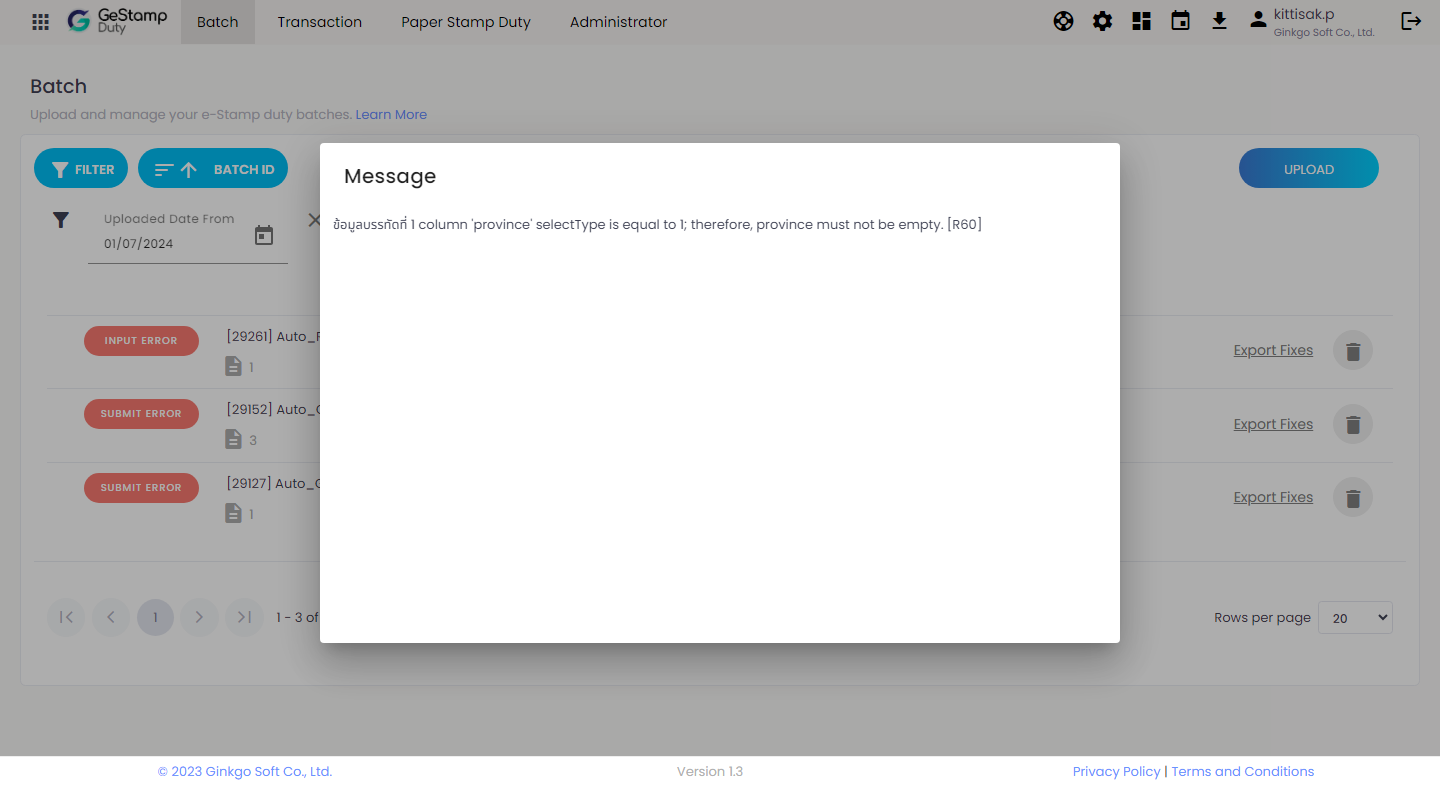 GeStamp
Duty
Batch
Transaction
Paper Stamp Duty
Administrator
kittisak.p
Ginkgo Soft Co., Ltd.
Batch
Upload and manage your e-Stamp duty batches. Learn More
FILTER
BATCH ID
UPLOAD
Message
Uploaded Date From
01/07/2024
ข้อมูลบรรทัดที่ 1 column 'province' selectType is equal to 1; therefore, province must not be empty. [R60]
INPUT ERROR
[29261] Auto_
1
Export Fixes
SUBMIT ERROR
[29152] Auto_
3
Export Fixes
SUBMIT ERROR
[29127] Auto_
1
Export Fixes
1
1 - 3 of
Rows per page
20
© 2023 Ginkgo Soft Co., Ltd.
Version 1.3
Privacy Policy | Terms and Conditions